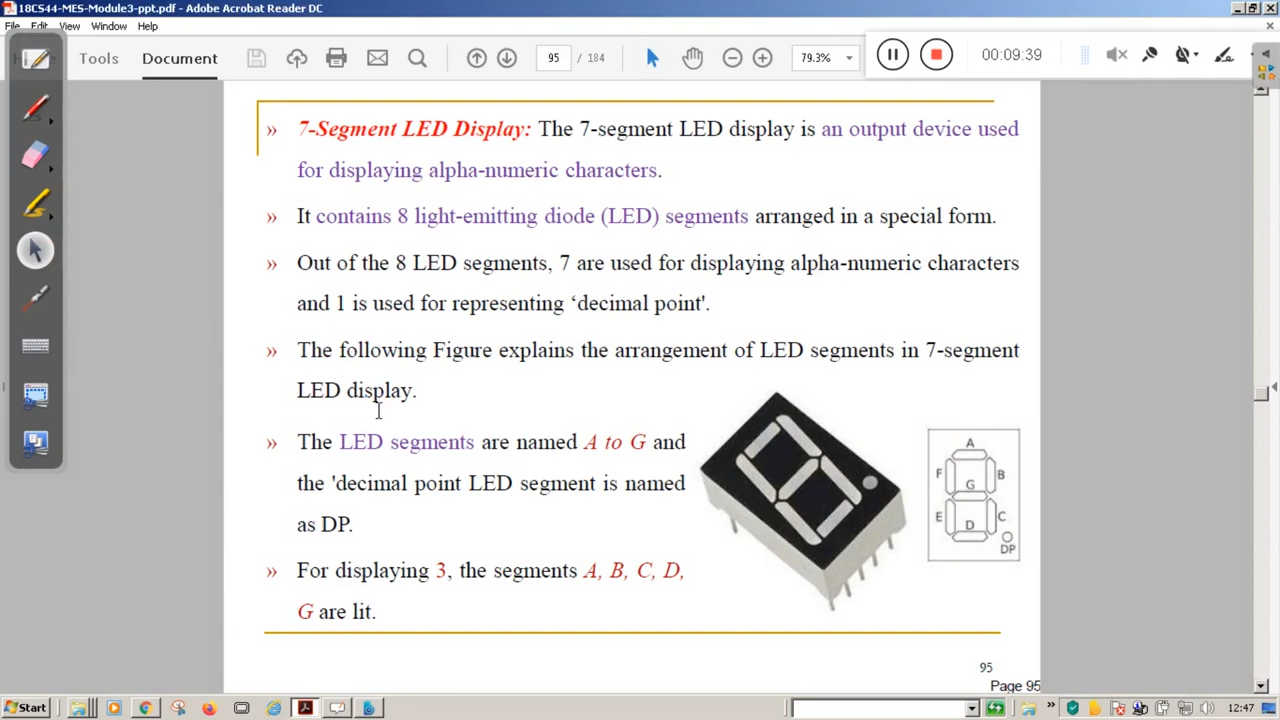 18CS44-MES-Module3-ppt.pdf - Adobe Acrobat Reader DC
File Edit View Window Help
Tools Document 95 / 184 79.3% 00:09:39
» 7-Segment LED Display: The 7-segment LED display is an output device used
for displaying alpha-numeric characters.
» It contains 8 light-emitting diode (LED) segments arranged in a special form.
» Out of the 8 LED segments, 7 are used for displaying alpha-numeric characters
and 1 is used for representing ‘decimal point'.
» The following Figure explains the arrangement of LED segments in 7-segment
LED display.
» The LED segments are named A to G and
the 'decimal point LED segment is named
as DP.
» For displaying 3, the segments A, B, C, D,
G are lit.
A
F B
G
E C
D
DP
95
Page 95
Start » 12:47